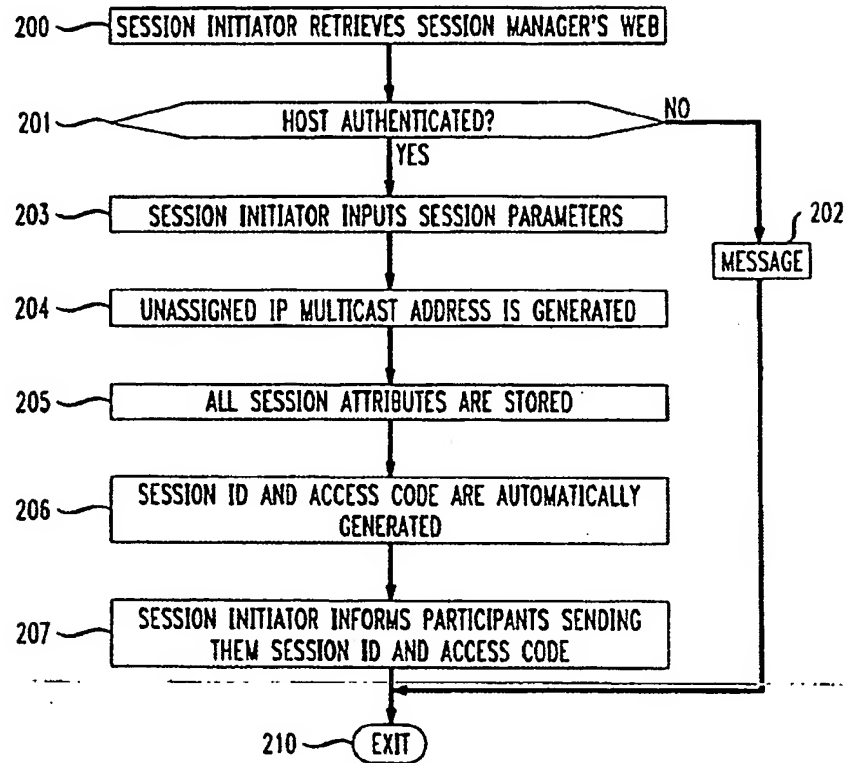 200 SESSION INITIATOR RETRIEVES SESSION MANAGER'S WEB
201 HOST AUTHENTICATED?
NO
YES
203 SESSION INITIATOR INPUTS SESSION PARAMETERS
202
MESSAGE
204 UNASSIGNED IP MULTICAST ADDRESS IS GENERATED
205 ALL SESSION ATTRIBUTES ARE STORED
206 SESSION ID AND ACCESS CODE ARE AUTOMATICALLY
GENERATED
207 SESSION INITIATOR INFORMS PARTICIPANTS SENDING
THEM SESSION ID AND ACCESS CODE
210 EXIT